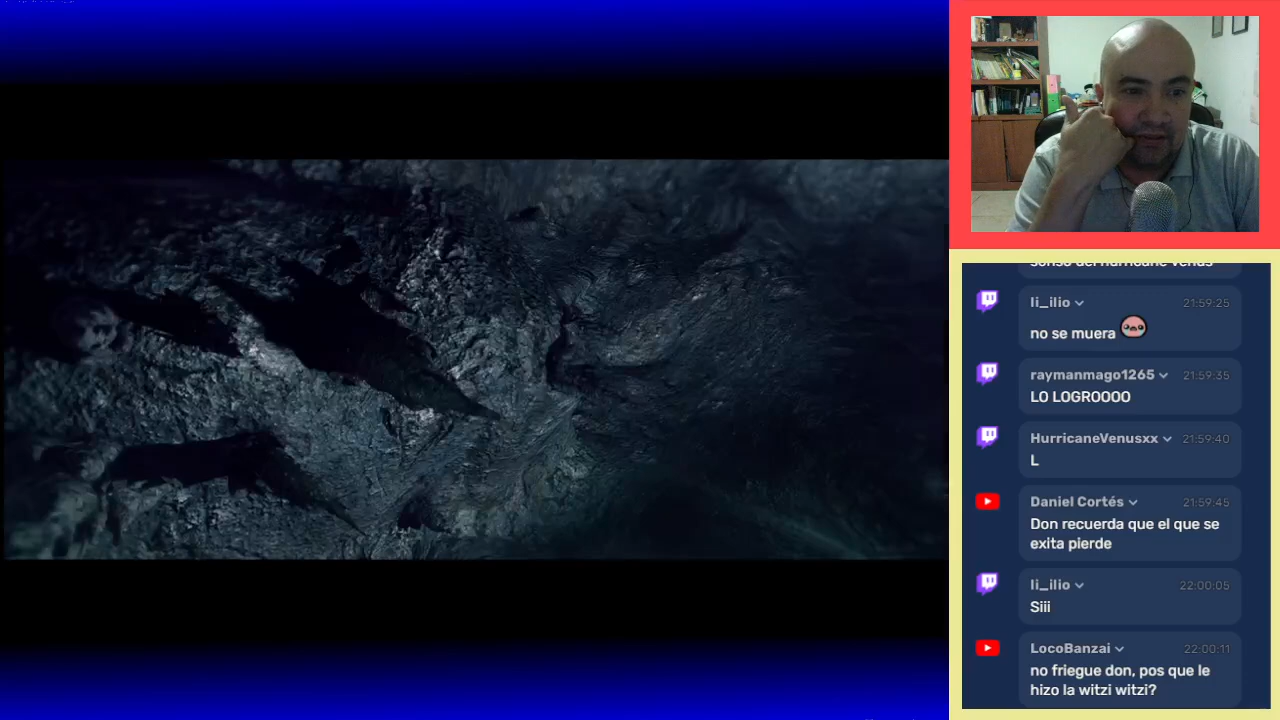 li_ilio 21:59:25
no se muera
raymanmago1265 21:59:35
LO LOGROOOO
HurricaneVenusxx 21:59:40
L
Daniel Cortés 21:59:45
Don recuerda que el que se
exita pierde
li_ilio 22:00:05
Siii
LocoBanzai 22:00:11
no friegue don, pos que le
hizo la witzi witzi?